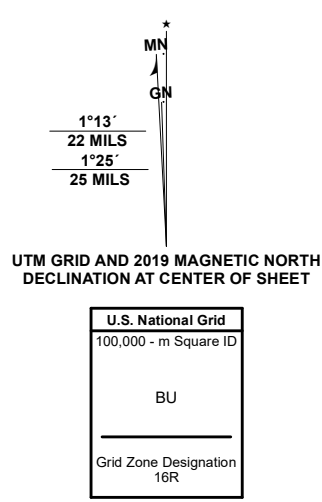 MN
GN
1°13´
22 MILS
1°25´
25 MILS
UTM GRID AND 2019 MAGNETIC NORTH
DECLINATION AT CENTER OF SHEET
U.S. National Grid
100,000 - m Square ID
BU
Grid Zone Designation
16R